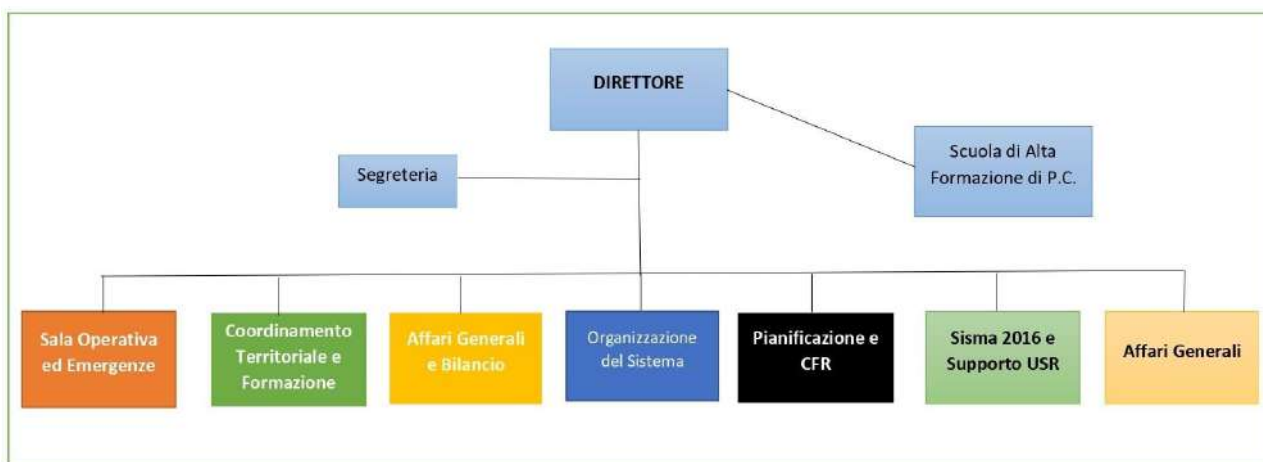 DIRETTORE
Segreteria
Scuola di Alta
Formazione di P.C.
Sala Operativa
ed Emergenze
Coordinamento
Territoriale e
Formazione
Affari Generali
e Bilancio
Organizzazione
del Sistema
Pianificazione e
CFR
Sisma 2016 e
Supporto USR
Affari Generali